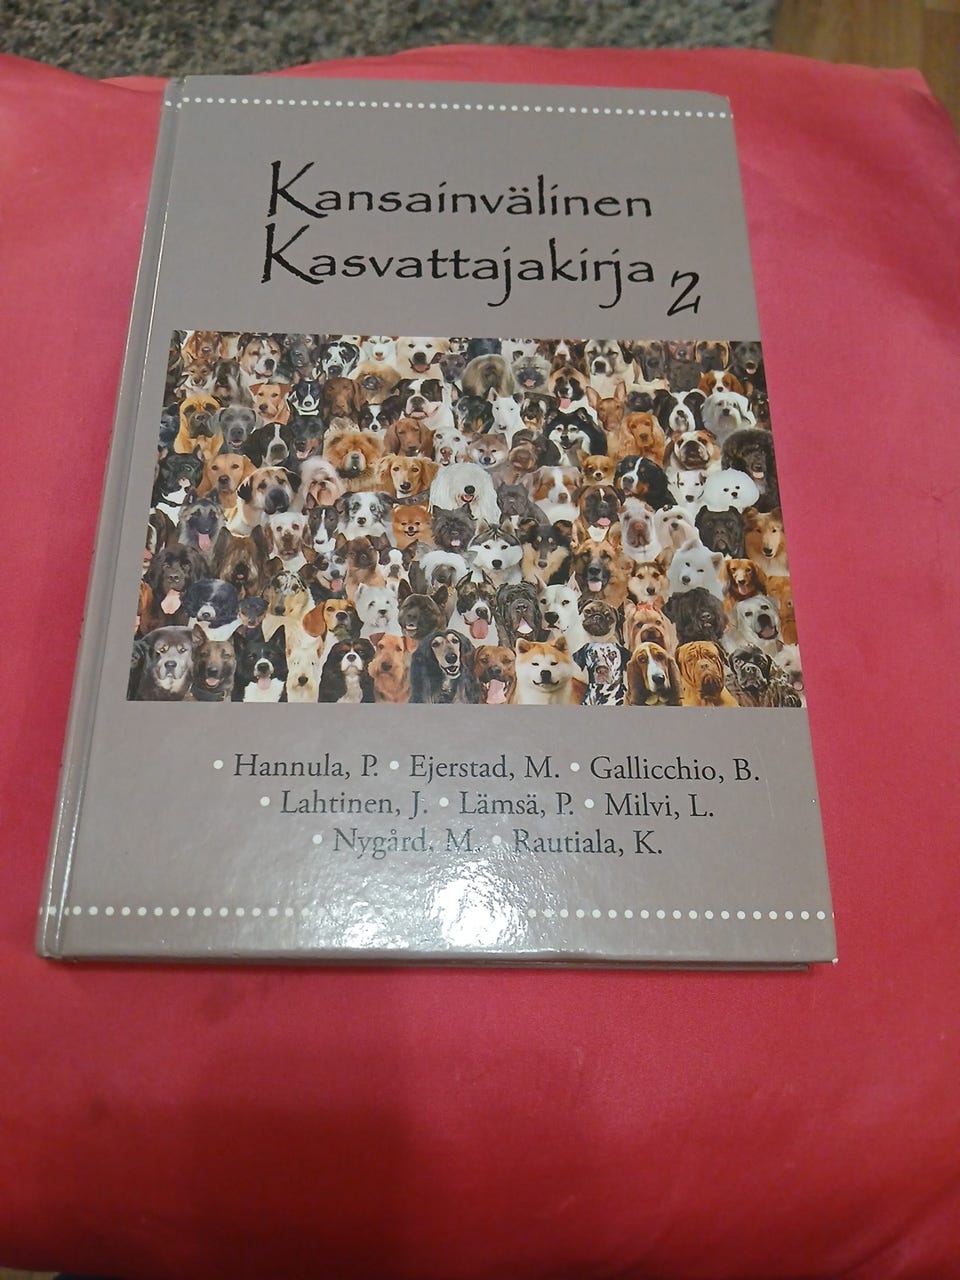 Kansainvälinen
Kasvattajakirja 2
• Hannula, P. • Ejerstad, M. • Gallicchio, B.
• Lahtinen, J. • Lämsä, P. • Milvi, L.
• Nygård, M. • Rautiala, K.